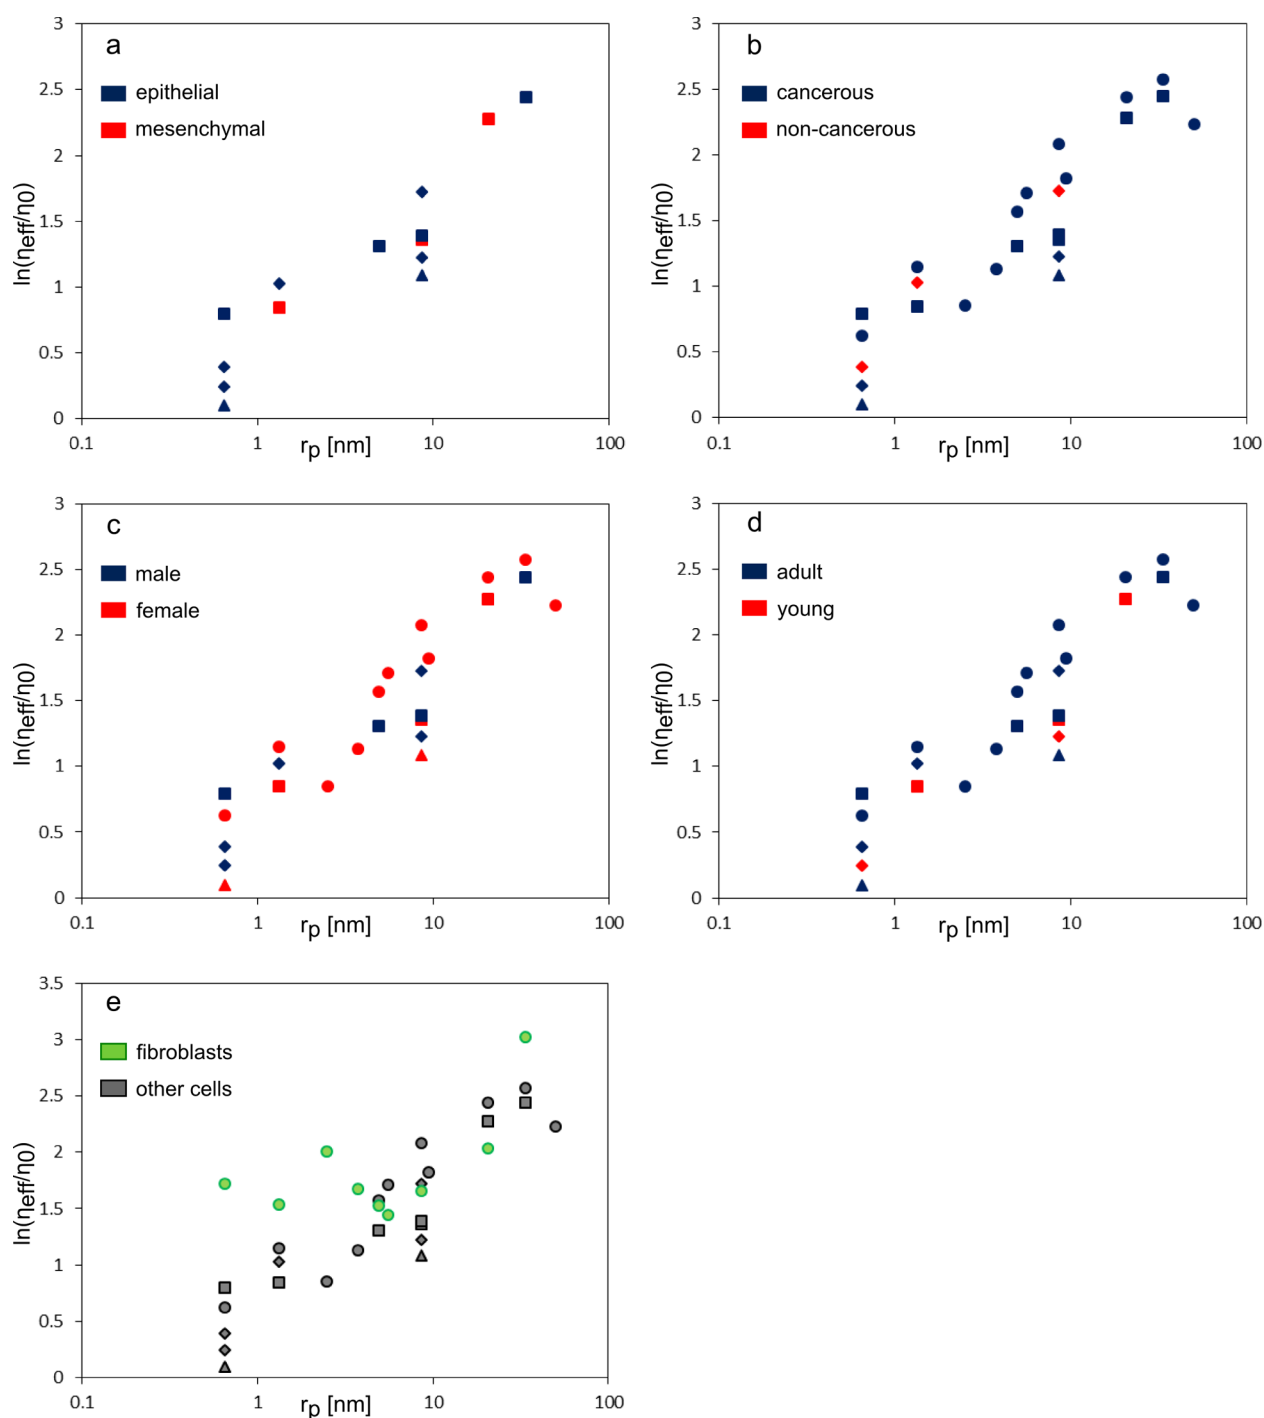 a
epithelial
mesenchymal
3
2.5
2
1.5
1
0.5
0
0.1
1
10
100
ln(ηeff/η0)
rp [nm]
b
cancerous
non-cancerous
3
2.5
2
1.5
1
0.5
0
0.1
1
10
100
ln(ηeff/η0)
rp [nm]
c
male
female
3
2.5
2
1.5
1
0.5
0
0.1
1
10
100
ln(ηeff/η0)
rp [nm]
d
adult
young
3
2.5
2
1.5
1
0.5
0
0.1
1
10
100
ln(ηeff/η0)
rp [nm]
e
fibroblasts
other cells
3.5
3
2.5
2
1.5
1
0.5
0
0.1
1
10
100
ln(ηeff/η0)
rp [nm]